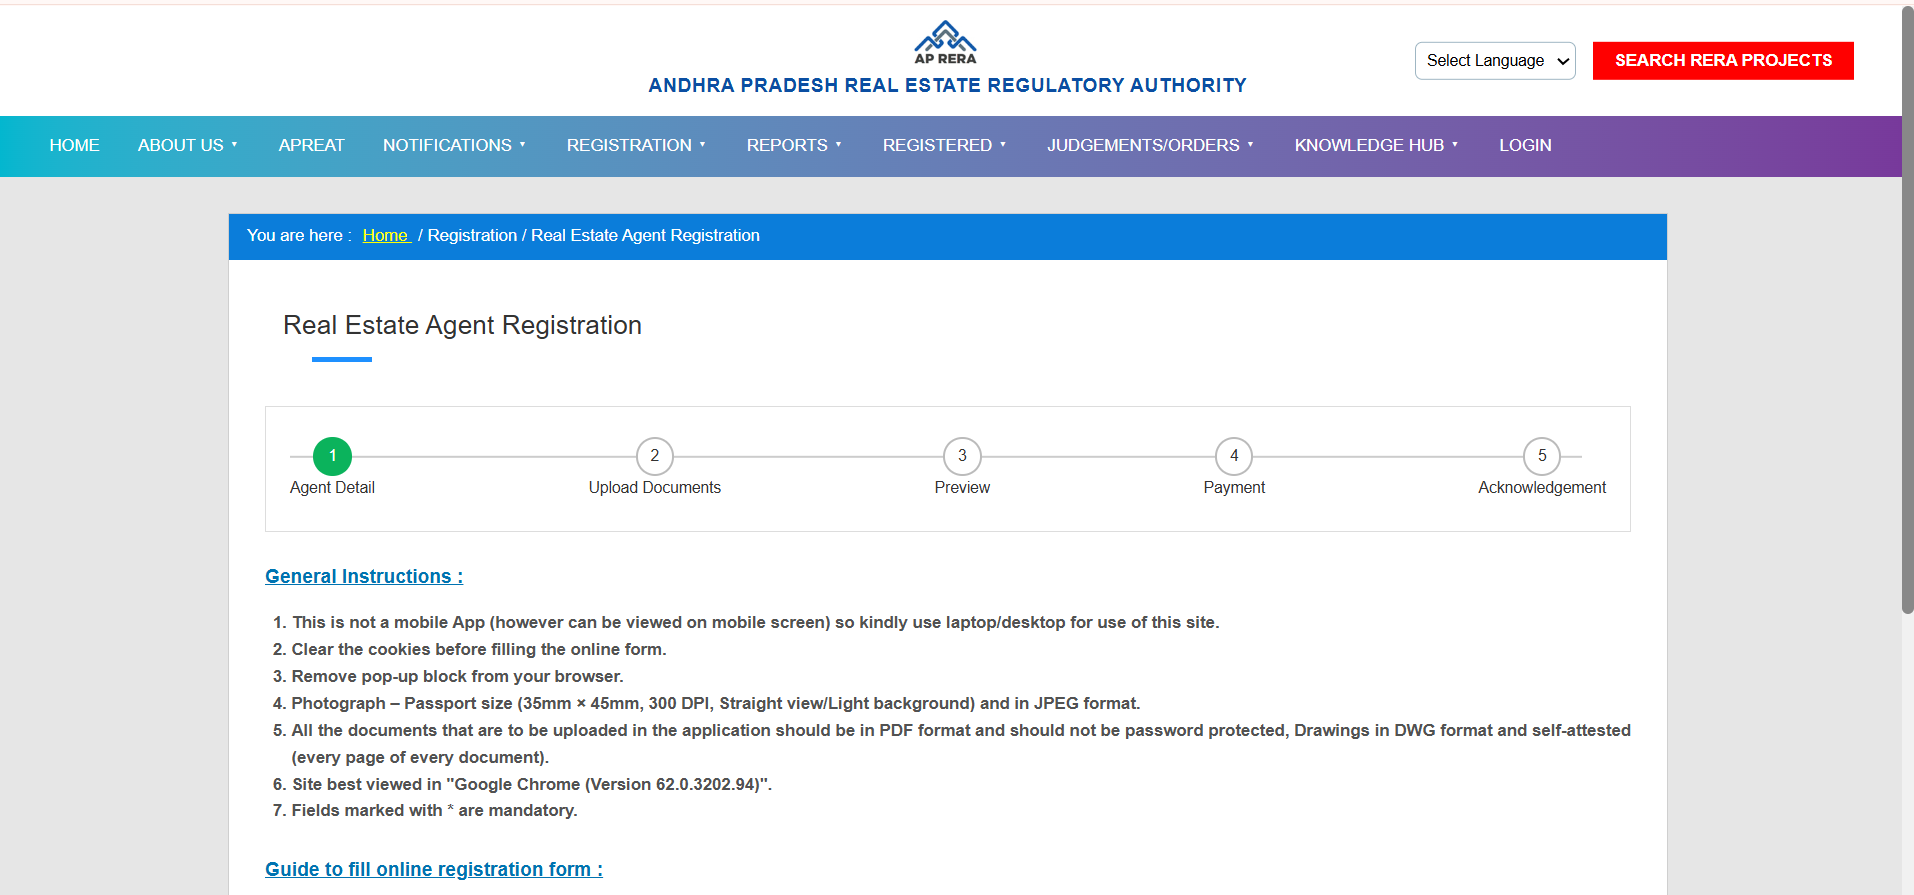 AP RERA
ANDHRA PRADESH REAL ESTATE REGULATORY AUTHORITY
Select Language
SEARCH RERA PROJECTS
HOME ABOUT US APREAT NOTIFICATIONS REGISTRATION REPORTS REGISTERED JUDGEMENTS/ORDERS KNOWLEDGE HUB LOGIN
You are here : Home / Registration / Real Estate Agent Registration
Real Estate Agent Registration
1 2 3 4 5
Agent Detail Upload Documents Preview Payment Acknowledgement
General Instructions :
1. This is not a mobile App (however can be viewed on mobile screen) so kindly use laptop/desktop for use of this site.
2. Clear the cookies before filling the online form.
3. Remove pop-up block from your browser.
4. Photograph – Passport size (35mm × 45mm, 300 DPI, Straight view/Light background) and in JPEG format.
5. All the documents that are to be uploaded in the application should be in PDF format and should not be password protected, Drawings in DWG format and self-attested
(every page of every document).
6. Site best viewed in "Google Chrome (Version 62.0.3202.94)".
7. Fields marked with * are mandatory.
Guide to fill online registration form :